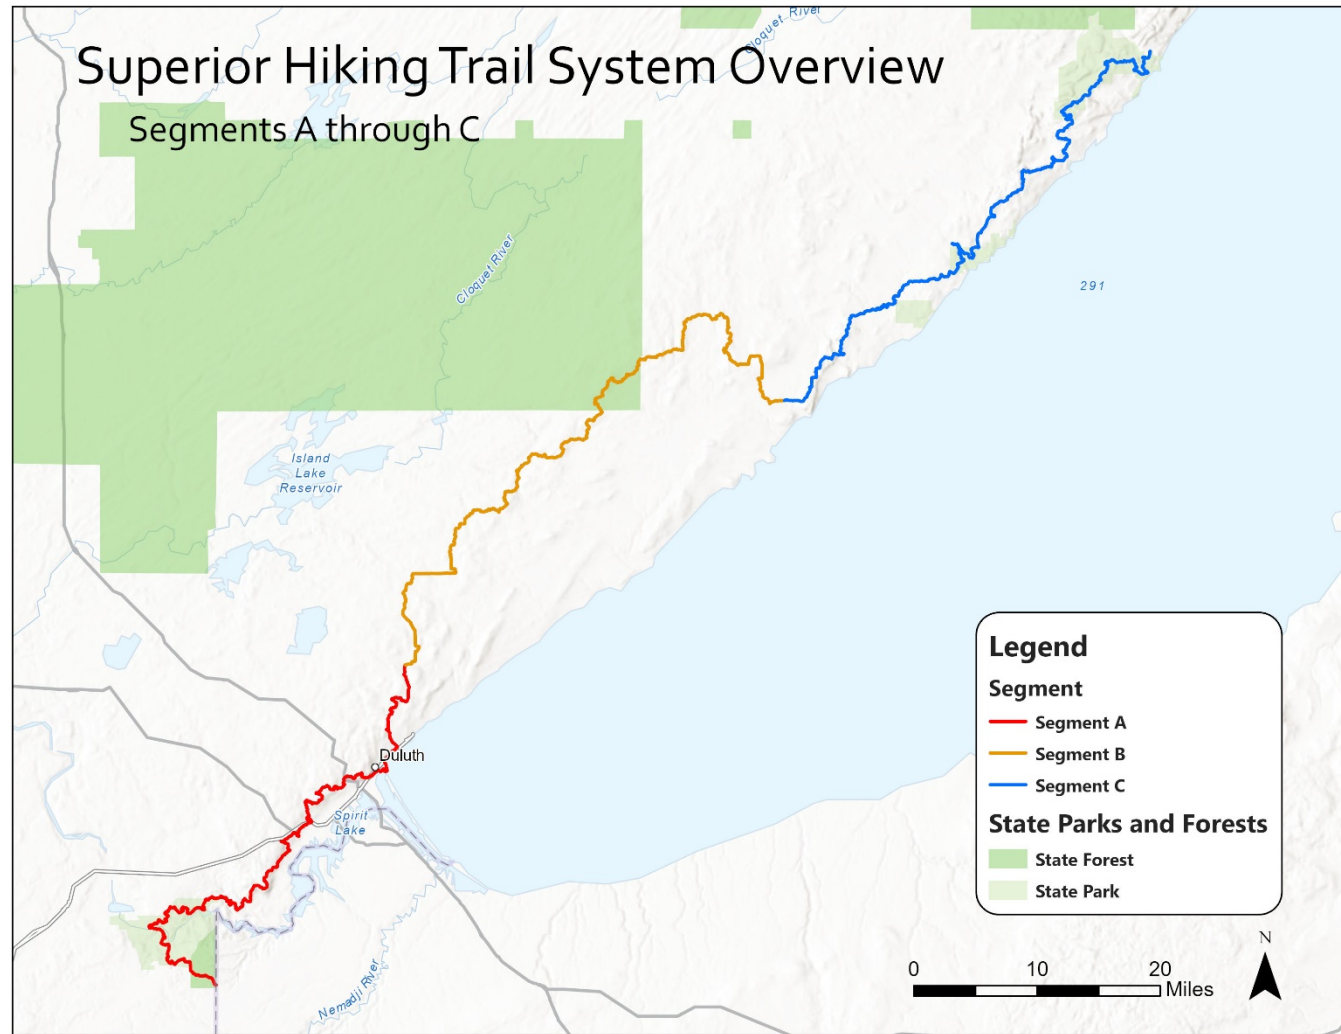 Superior Hiking Trail System Overview
Segments A through C
Cloquet River
Cloquet River
291
Island
Lake
Reservoir
Duluth
Spirit
Lake
Nemadji River
Legend
Segment
Segment A
Segment B
Segment C
State Parks and Forests
State Forest
State Park
N
0 10 20
Miles